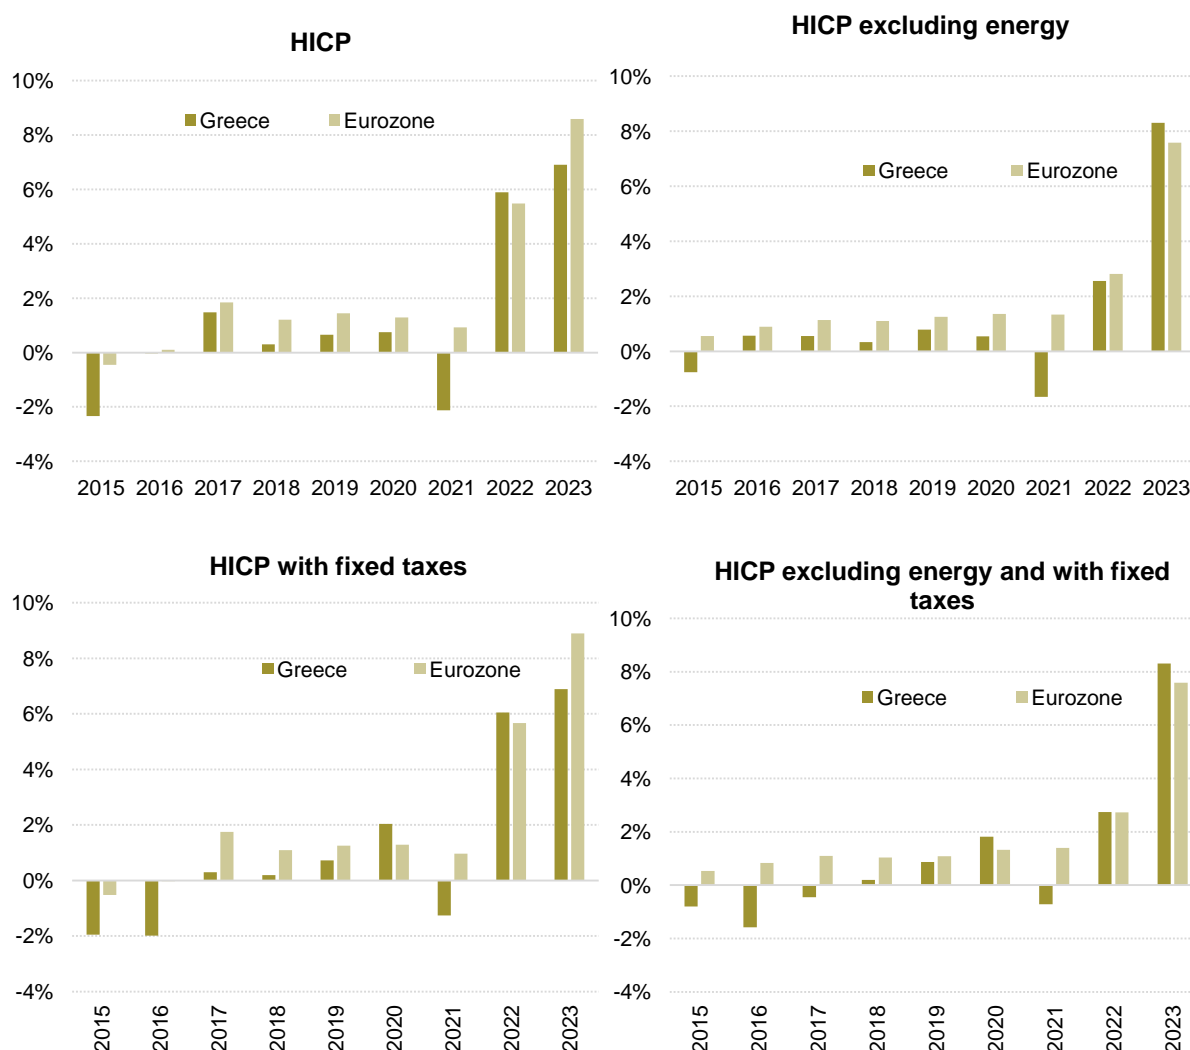 HICP
10%
8%
6%
4%
2%
0%
-2%
-4%
Greece Eurozone
2015 2016 2017 2018 2019 2020 2021 2022 2023
HICP excluding energy
10%
8%
6%
4%
2%
0%
-2%
-4%
Greece Eurozone
2015 2016 2017 2018 2019 2020 2021 2022 2023
HICP with fixed taxes
10%
8%
6%
4%
2%
0%
-2%
-4%
Greece Eurozone
2015 2016 2017 2018 2019 2020 2021 2022 2023
HICP excluding energy and with fixed
taxes
10%
8%
6%
4%
2%
0%
-2%
-4%
Greece Eurozone
2015 2016 2017 2018 2019 2020 2021 2022 2023